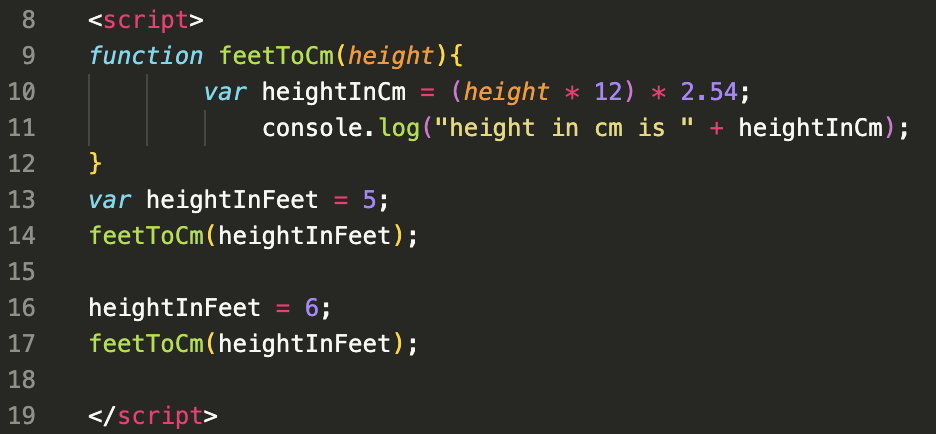 8 <script>
9 function feetToCm(height){
10 var heightInCm = (height * 12) * 2.54;
11 console.log("height in cm is " + heightInCm);
12 }
13 var heightInFeet = 5;
14 feetToCm(heightInFeet);
15
16 heightInFeet = 6;
17 feetToCm(heightInFeet);
18
19 </script>